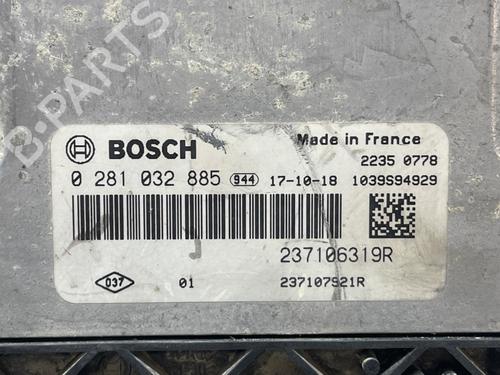 B-PARTS
BOSCH
Made in France
2235 0778
0 281 032 885 944 17-10-18 1039S94929
237106319R
037 01 237107921R